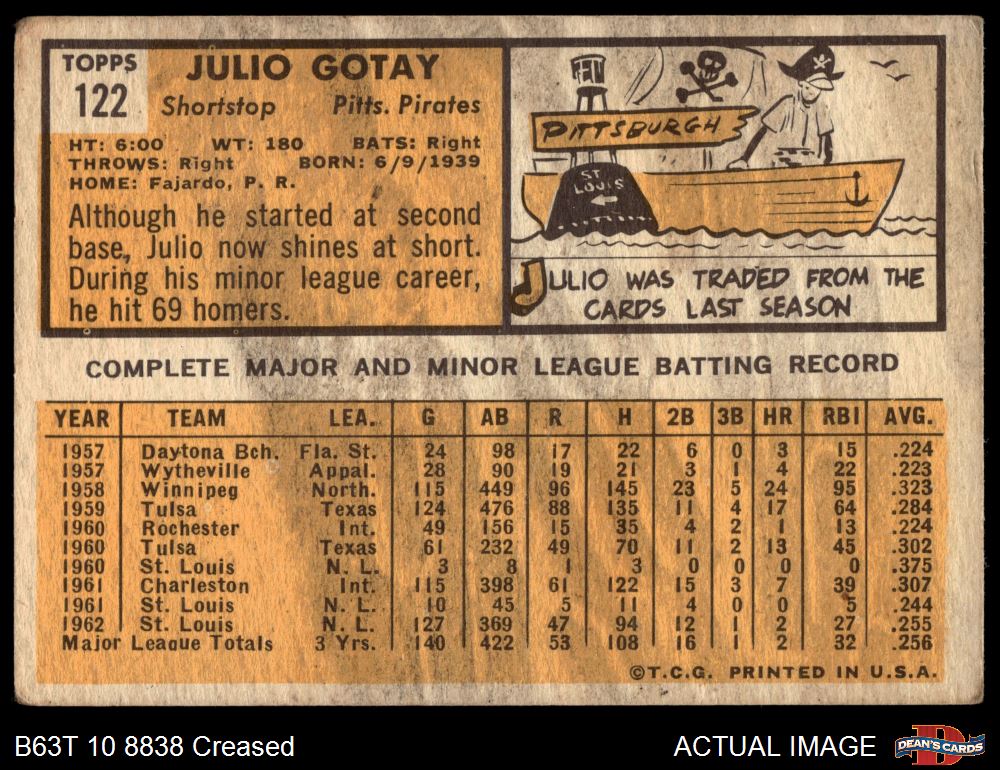 TOPPS
122
JULIO GOTAY
Shortstop Pitts. Pirates
HT: 6:00 WT: 180 BATS: Right
THROWS: Right BORN: 6/9/1939
HOME: Fajardo, P. R.
Although he started at second
base, Julio now shines at short.
During his minor league career,
he hit 69 homers.
PITTSBURGH
ST
LOUIS
JULIO WAS TRADED FROM THE
CARDS LAST SEASON
COMPLETE MAJOR AND MINOR LEAGUE BATTING RECORD
YEAR TEAM LEA. G AB R H 2B 3B HR RBI AVG.
1957 Daytona Bch. Fla. St. 24 98 17 22 6 0 3 15 .224
1957 Wytheville Appal. 28 90 19 21 3 1 4 22 .223
1958 Winnipeg North. 115 449 96 145 23 5 24 95 .323
1959 Tulsa Texas 124 476 88 135 11 4 17 64 .284
1960 Rochester Int. 49 156 15 35 4 2 1 13 .224
1960 Tulsa Texas 61 232 49 70 11 2 13 45 .302
1960 St. Louis N. L. 3 8 1 3 0 0 0 0 .375
1961 Charleston Int. 115 398 61 122 15 3 7 39 .307
1961 St. Louis N. L. 10 45 5 11 4 0 0 5 .244
1962 St. Louis N. L. 127 369 47 94 12 1 2 27 .255
Major League Totals 3 Yrs. 140 422 53 108 16 1 2 32 .256
©T.C.G. PRINTED IN U.S.A.
B63T 10 8838 Creased
ACTUAL IMAGE
DEAN'S CARDS